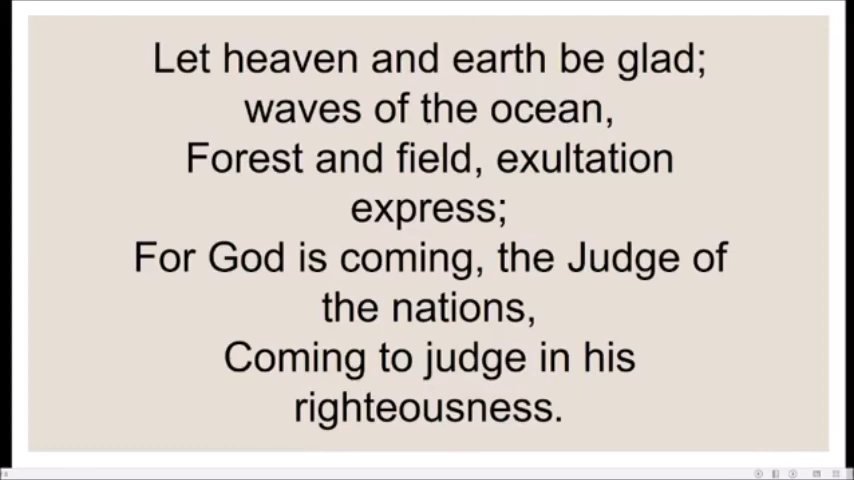 Let heaven and earth be glad;
waves of the ocean,
Forest and field, exultation
express;
For God is coming, the Judge of
the nations,
Coming to judge in his
righteousness.